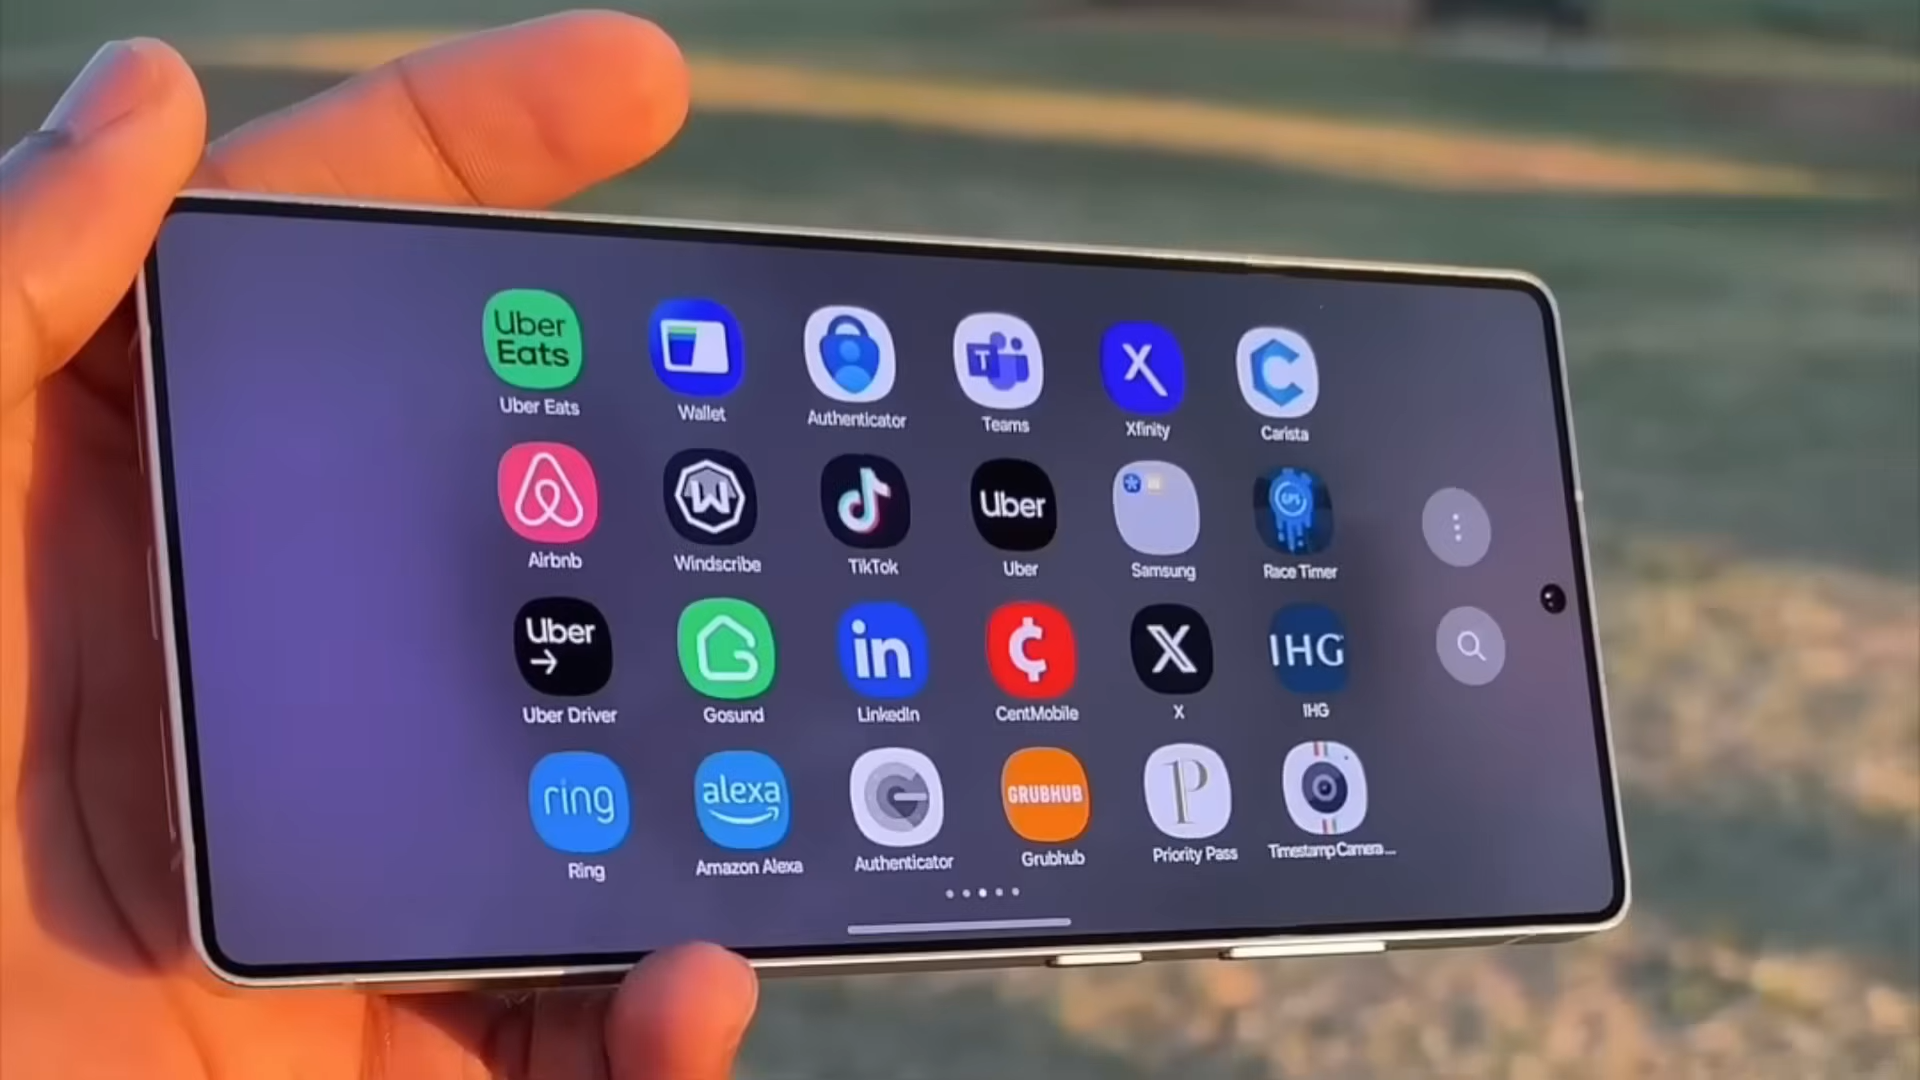 Uber
Eats
Uber Eats
Wallet
Authenticator
T
Teams
X
Xfinity
C
Carista
Airbnb
W
Windscribe
TikTok
Uber
Uber
Samsung
GPS
Race Timer
Uber
Uber Driver
G
Gosund
in
LinkedIn
¢
CentMobile
X
X
IHG
IHG
ring
Ring
alexa
Amazon Alexa
G
Authenticator
GRUBHUB
Grubhub
P
Priority Pass
Timestamp Camera ...